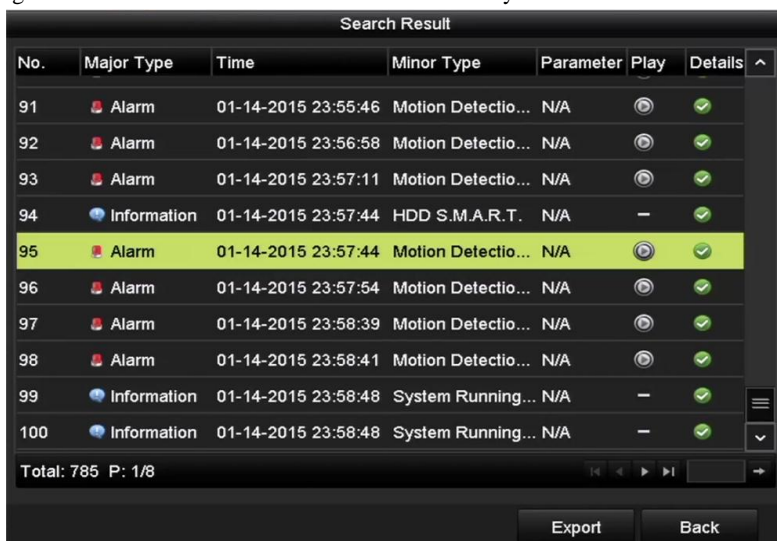 Search Result
No. Major Type Time Minor Type Parameter Play Details
91 Alarm 01-14-2015 23:55:46 Motion Detectio... N/A
92 Alarm 01-14-2015 23:56:58 Motion Detectio... N/A
93 Alarm 01-14-2015 23:57:11 Motion Detectio... N/A
94 Information 01-14-2015 23:57:44 HDD S.M.A.R.T. N/A –
95 Alarm 01-14-2015 23:57:44 Motion Detectio... N/A
96 Alarm 01-14-2015 23:57:54 Motion Detectio... N/A
97 Alarm 01-14-2015 23:58:39 Motion Detectio... N/A
98 Alarm 01-14-2015 23:58:41 Motion Detectio... N/A
99 Information 01-14-2015 23:58:48 System Running... N/A –
100 Information 01-14-2015 23:58:48 System Running... N/A –
Total: 785 P: 1/8
Export Back